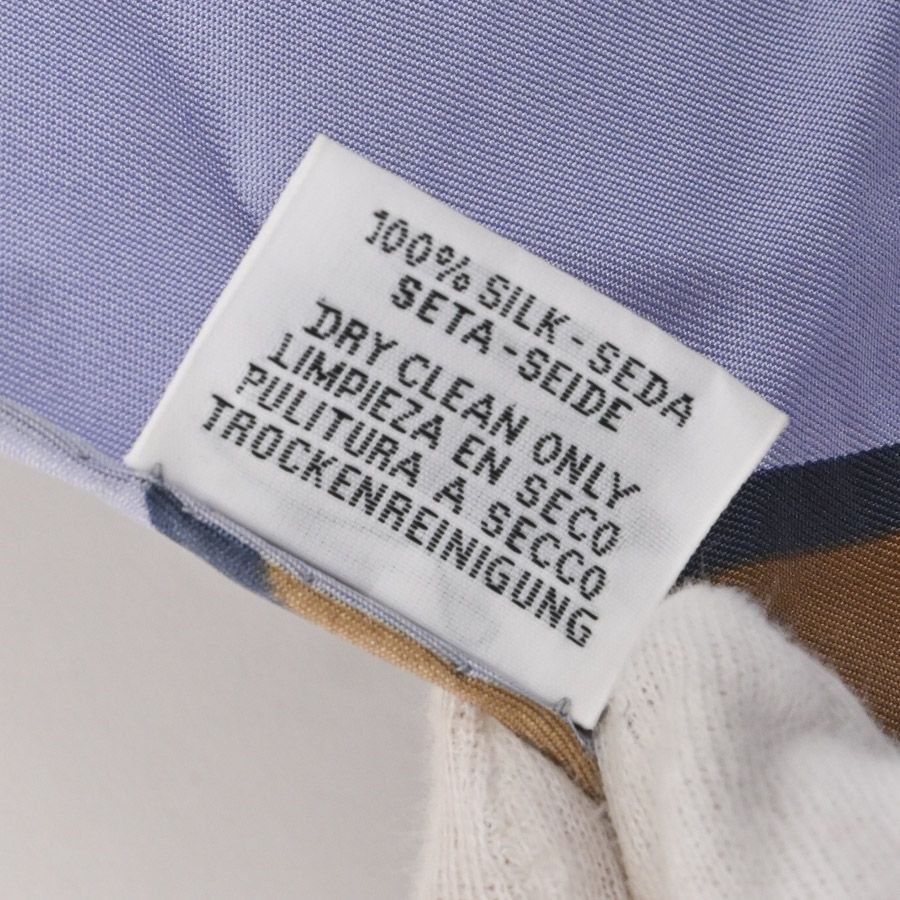 100% SILK-SEDA
SETA-SEIDE
DRY CLEAN ONLY
LIMPIEZA EN SECO
PULITURA A SECCO
TROCKENREINIGUNG